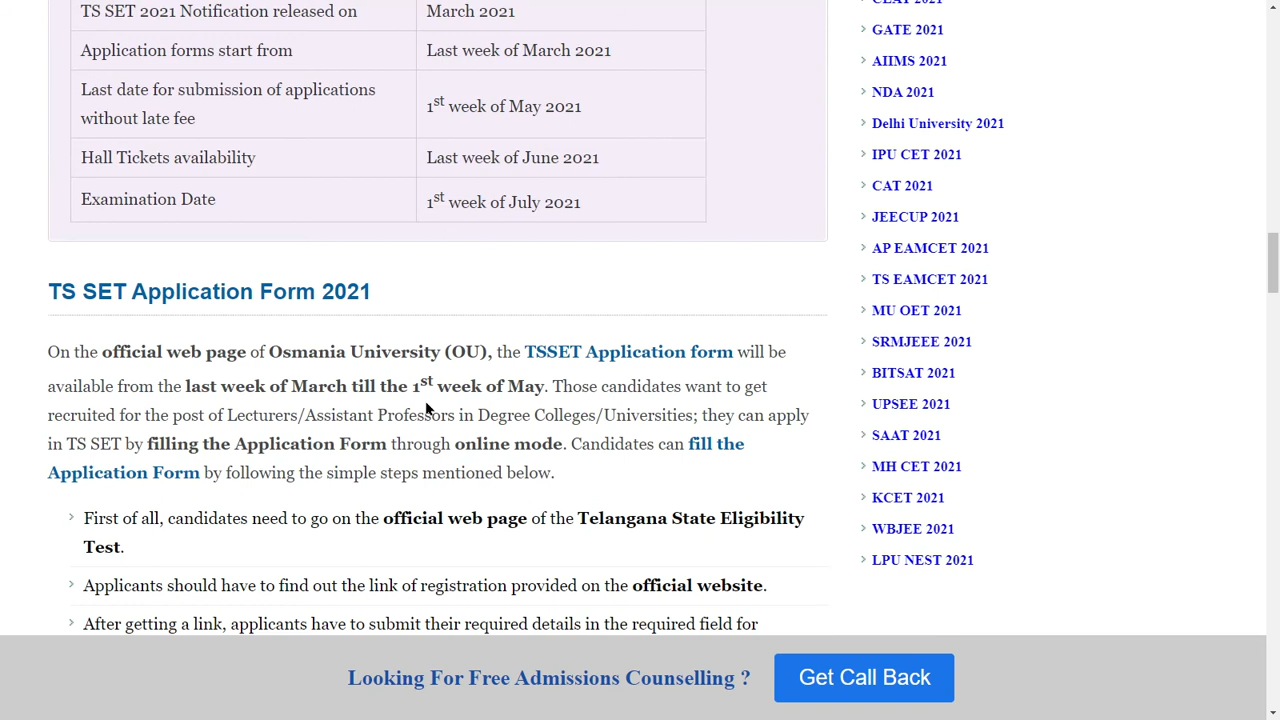 TS SET 2021 Notification released on March 2021
Application forms start from Last week of March 2021
Last date for submission of applications
without late fee
1st week of May 2021
Hall Tickets availability Last week of June 2021
Examination Date 1st week of July 2021
TS SET Application Form 2021
On the official web page of Osmania University (OU), the TSSET Application form will be
available from the last week of March till the 1st week of May. Those candidates want to get
recruited for the post of Lecturers/Assistant Professors in Degree Colleges/Universities; they can apply
in TS SET by filling the Application Form through online mode. Candidates can fill the
Application Form by following the simple steps mentioned below.
First of all, candidates need to go on the official web page of the Telangana State Eligibility
Test.
Applicants should have to find out the link of registration provided on the official website.
After getting a link, applicants have to submit their required details in the required field for
CLAT 2021
GATE 2021
AIIMS 2021
NDA 2021
Delhi University 2021
IPU CET 2021
CAT 2021
JEECUP 2021
AP EAMCET 2021
TS EAMCET 2021
MU OET 2021
SRMJEEE 2021
BITSAT 2021
UPSEE 2021
SAAT 2021
MH CET 2021
KCET 2021
WBJEE 2021
LPU NEST 2021
Looking For Free Admissions Counselling ?
Get Call Back